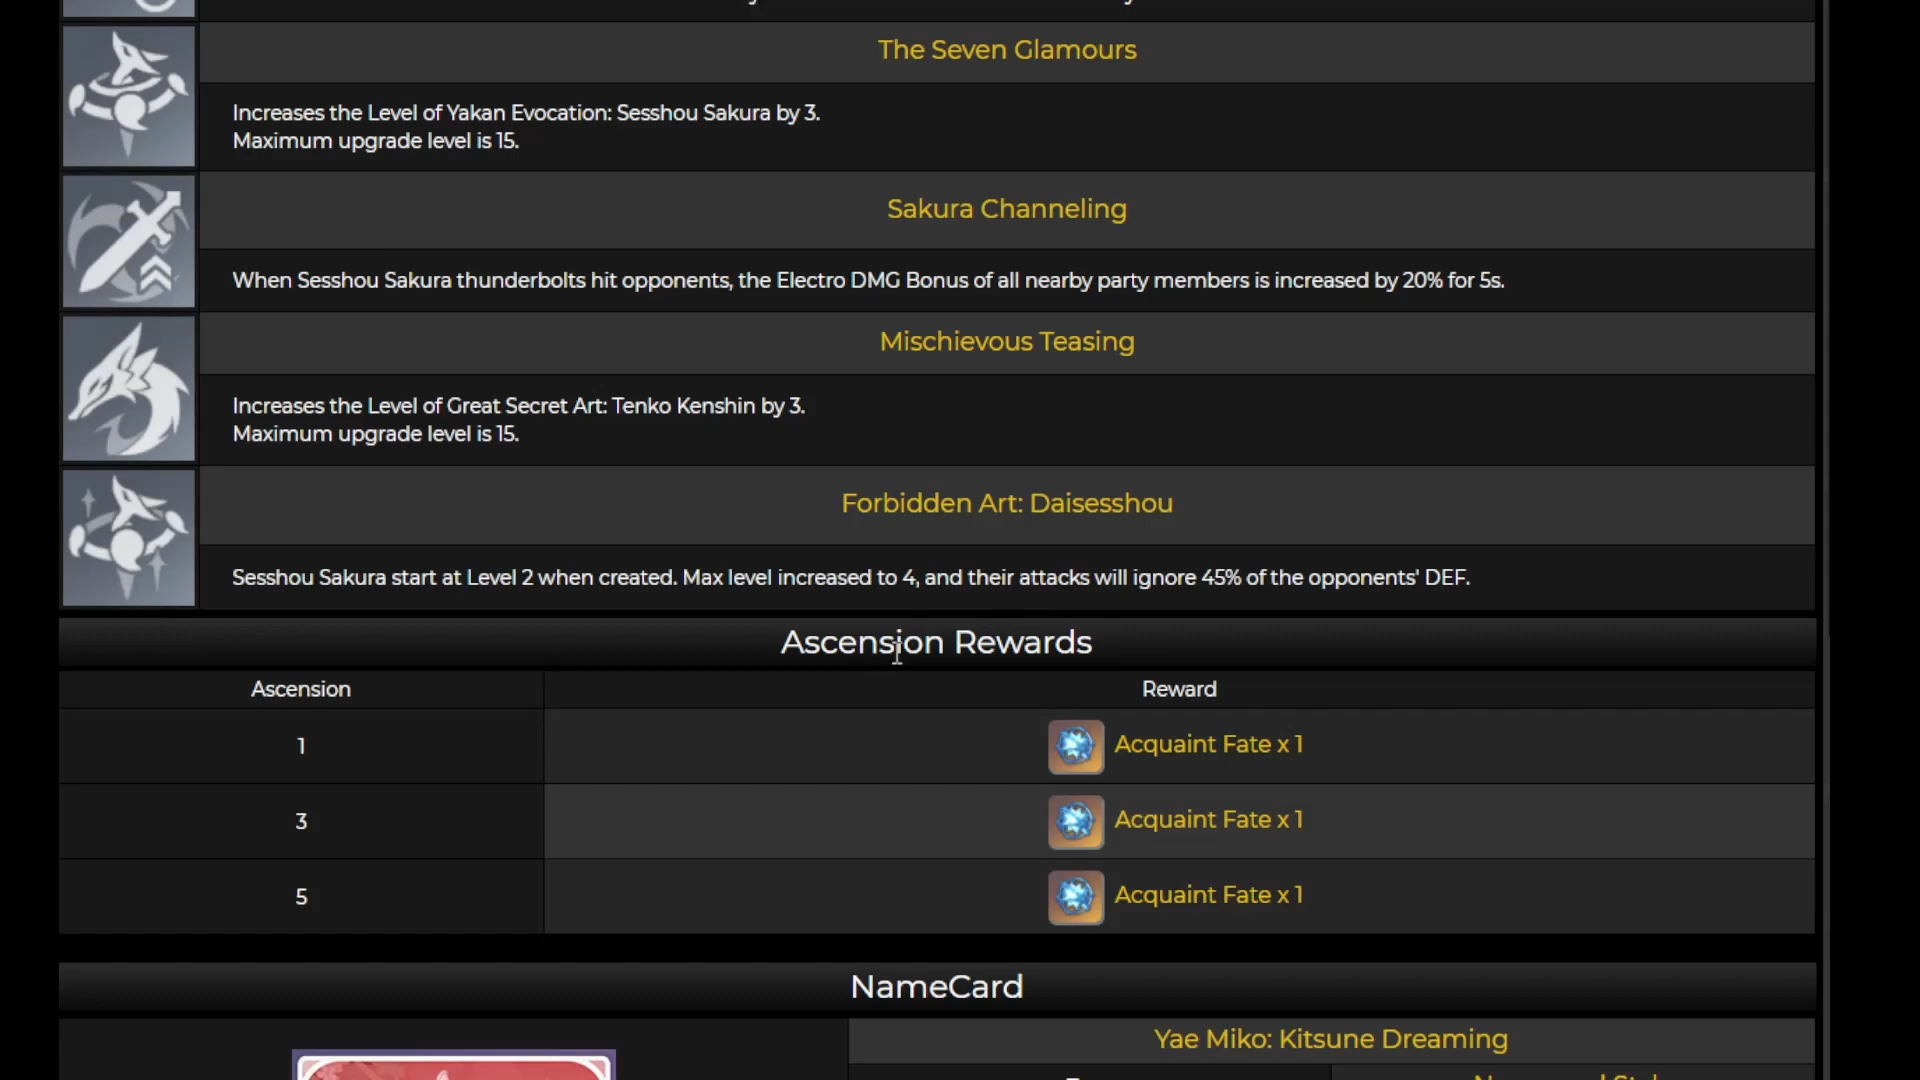 The Seven Glamours
Increases the Level of Yakan Evocation: Sesshou Sakura by 3.
Maximum upgrade level is 15.
Sakura Channeling
When Sesshou Sakura thunderbolts hit opponents, the Electro DMG Bonus of all nearby party members is increased by 20% for 5s.
Mischievous Teasing
Increases the Level of Great Secret Art: Tenko Kenshin by 3.
Maximum upgrade level is 15.
Forbidden Art: Daisesshou
Sesshou Sakura start at Level 2 when created. Max level increased to 4, and their attacks will ignore 45% of the opponents' DEF.
Ascension Rewards
Ascension Reward
1 Acquaint Fate x 1
3 Acquaint Fate x 1
5 Acquaint Fate x 1
NameCard
Yae Miko: Kitsune Dreaming